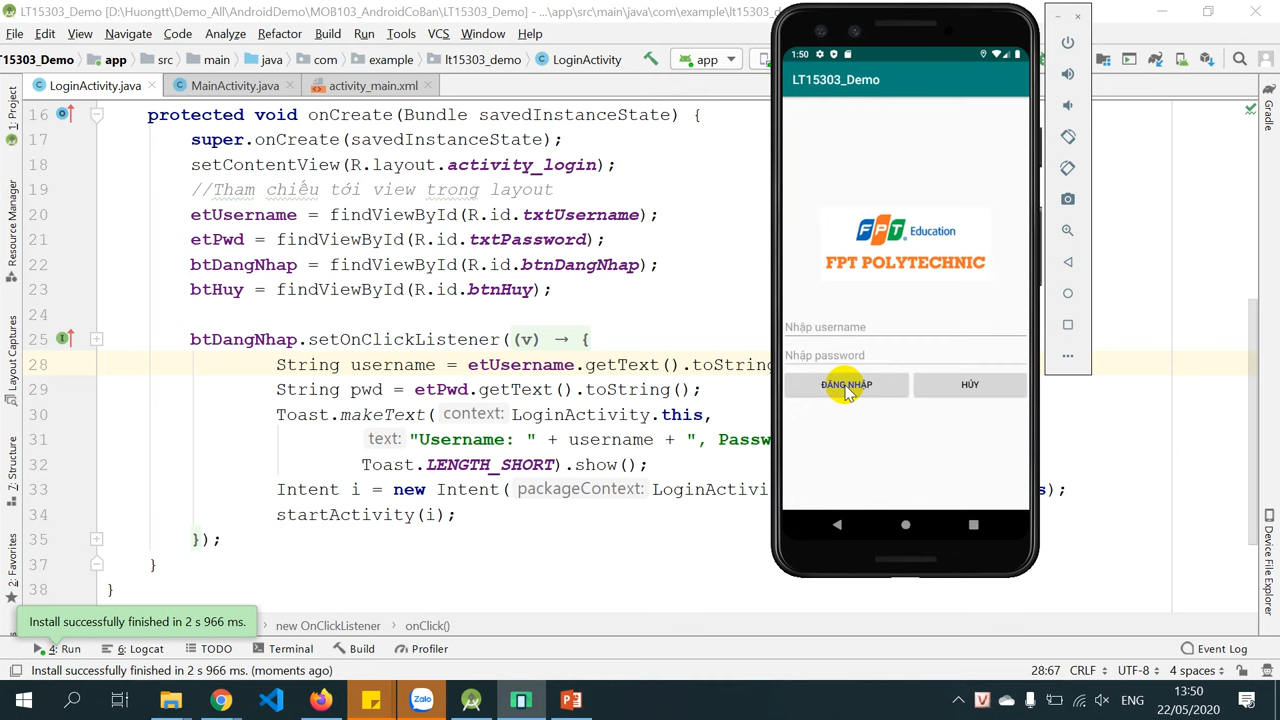 LT15303_Demo [D:\Huongtt\Demo_All\AndroidDemo\MOB103_AndroidCoBan\LT15303_Demo] - ...\app\src\main\java\com\example\lt15303_d
File Edit View Navigate Code Refactor Build Run Tools VCS Window Help
T15303_Demo app src main java com example lt15303_demo LoginActivity app
LoginActivity.java MainActivity.java activity_main.xml
16 protected void onCreate(Bundle savedInstanceState) {
17 super.onCreate(savedInstanceState);
18 setContentView(R.layout.activity_login);
19 //Tham chiếu tới view trong layout
20 etUsername = findViewById(R.id.txtUsername);
21 etPwd = findViewById(R.id.txtPassword);
22 btDangNhap = findViewById(R.id.btnDangNhap);
23 btHuy = findViewById(R.id.btnHuy);
24
25 btDangNhap.setOnClickListener((v) → {
28 String username = etUsername.getText().toString
29 String pwd = etPwd.getText().toString();
30 Toast.makeText( context: LoginActivity.this,
31 text: "Username: " + username + ", Passw
32 Toast.LENGTH_SHORT).show();
33 Intent i = new Intent( packageContext: LoginActivi s);
34 startActivity(i);
35 });
37 }
38 }
1: Project
Resource Manager
Layout Captures
7: Structure
2: Favorites
1:50
LT15303_Demo
FPT Education
FPT POLYTECHNIC
Nhập username
Nhập password
ĐĂNG NHẬP HỦY
Gradle
Device File Explorer
Install successfully finished in 2 s 966 ms.
new OnClickListener onClick()
4: Run 6: Logcat TODO Terminal Build Profiler Event Log
Install successfully finished in 2 s 966 ms. (moments ago) 28:67 CRLF UTF-8 4 spaces
Zalo ENG 13:50
22/05/2020